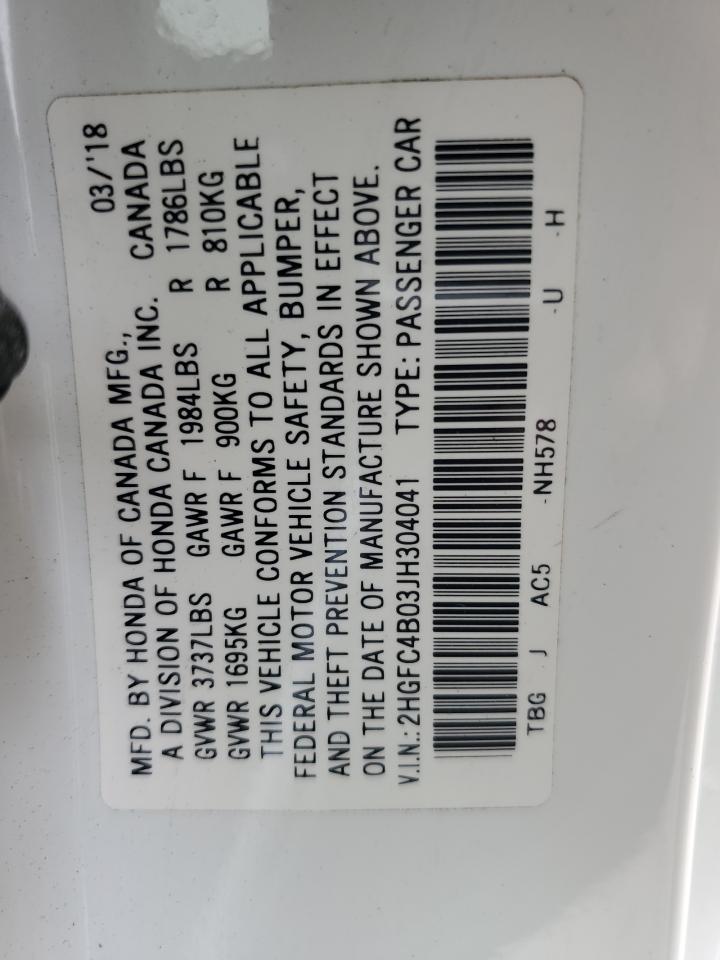 MFD. BY HONDA OF CANADA MFG., 03/'18
A DIVISION OF HONDA CANADA INC. CANADA
GVWR 3737LBS GAWR F 1984LBS R 1786LBS
GVWR 1695KG GAWR F 900KG R 810KG
THIS VEHICLE CONFORMS TO ALL APPLICABLE
FEDERAL MOTOR VEHICLE SAFETY, BUMPER,
AND THEFT PREVENTION STANDARDS IN EFFECT
ON THE DATE OF MANUFACTURE SHOWN ABOVE.
V.I.N.: 2HGFC4B03JH304041 TYPE: PASSENGER CAR
TBG J AC5 -NH578 -U -H